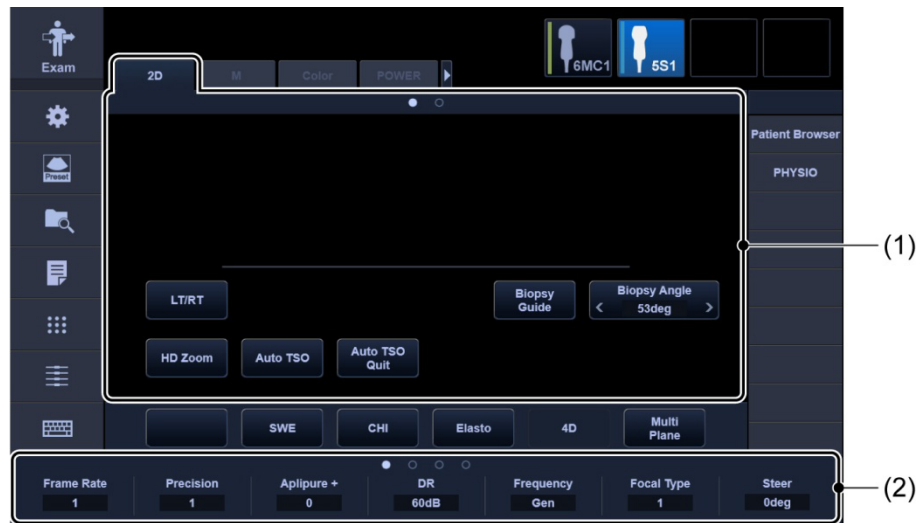 Exam
6MC1
5S1
2D
M
Color
POWER
Patient Browser
PHYSIO
Preset
(1)
LT/RT
Biopsy
Guide
Biopsy Angle
< 53deg >
HD Zoom
Auto TSO
Auto TSO
Quit
SWE
CHI
Elasto
4D
Multi
Plane
Frame Rate
1
Precision
1
Aplipure +
0
DR
60dB
Frequency
Gen
Focal Type
1
Steer
0deg
(2)